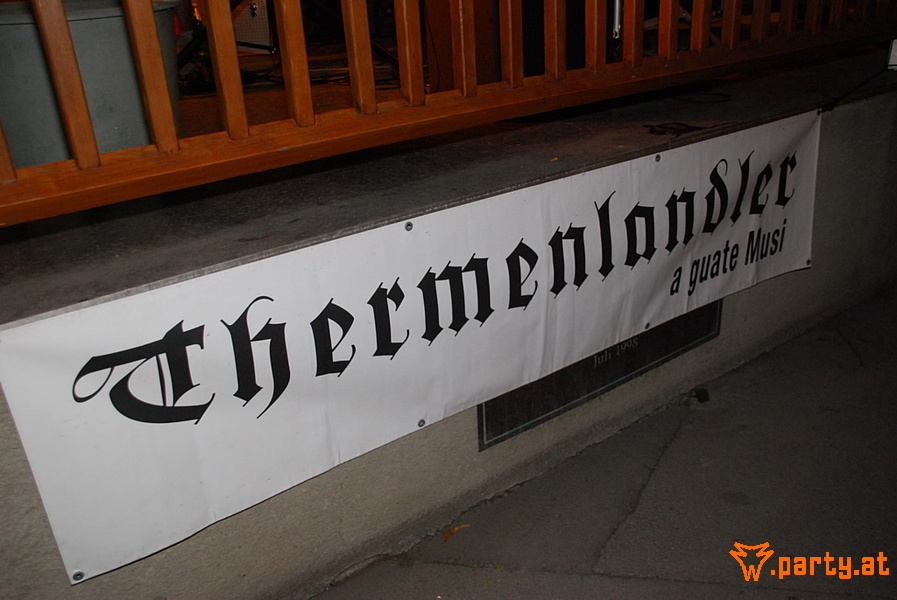 Thermenlandler
a guate Musi
Juli 1998
.party.at